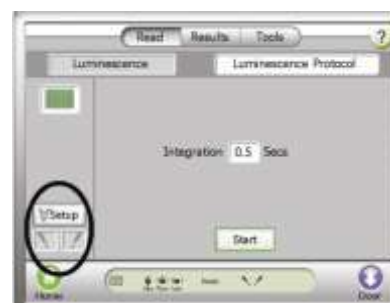 Read Results Tools ?
Luminescence Luminescence Protocol
Integration 0.5 Secs
Setup
Start
Home Door